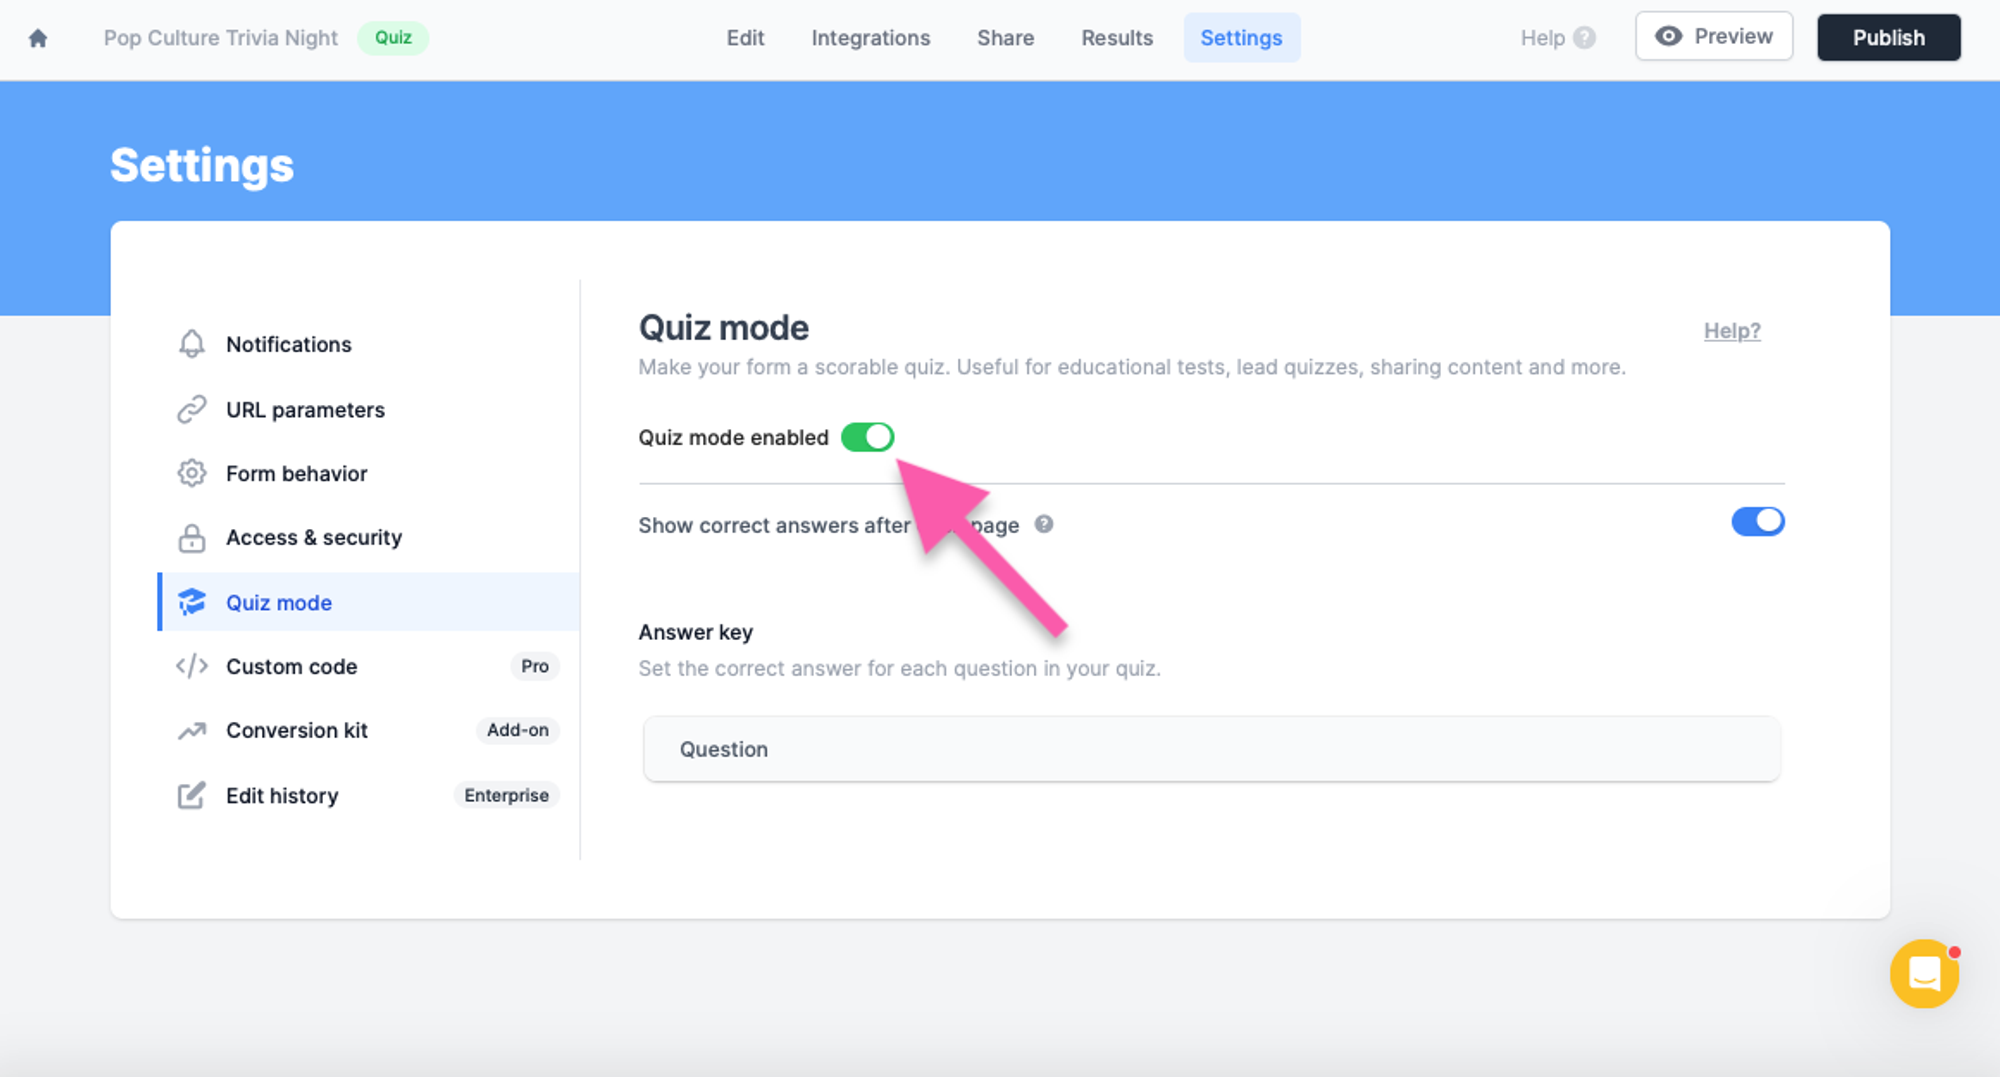 Pop Culture Trivia Night Quiz Edit Integrations Share Results Settings Help ? Preview Publish
Settings
Notifications
URL parameters
Form behavior
Access & security
Quiz mode
Custom code Pro
Conversion kit Add-on
Edit history Enterprise
Quiz mode
Help?
Make your form a scorable quiz. Useful for educational tests, lead quizzes, sharing content and more.
Quiz mode enabled
Show correct answers after page ?
Answer key
Set the correct answer for each question in your quiz.
Question